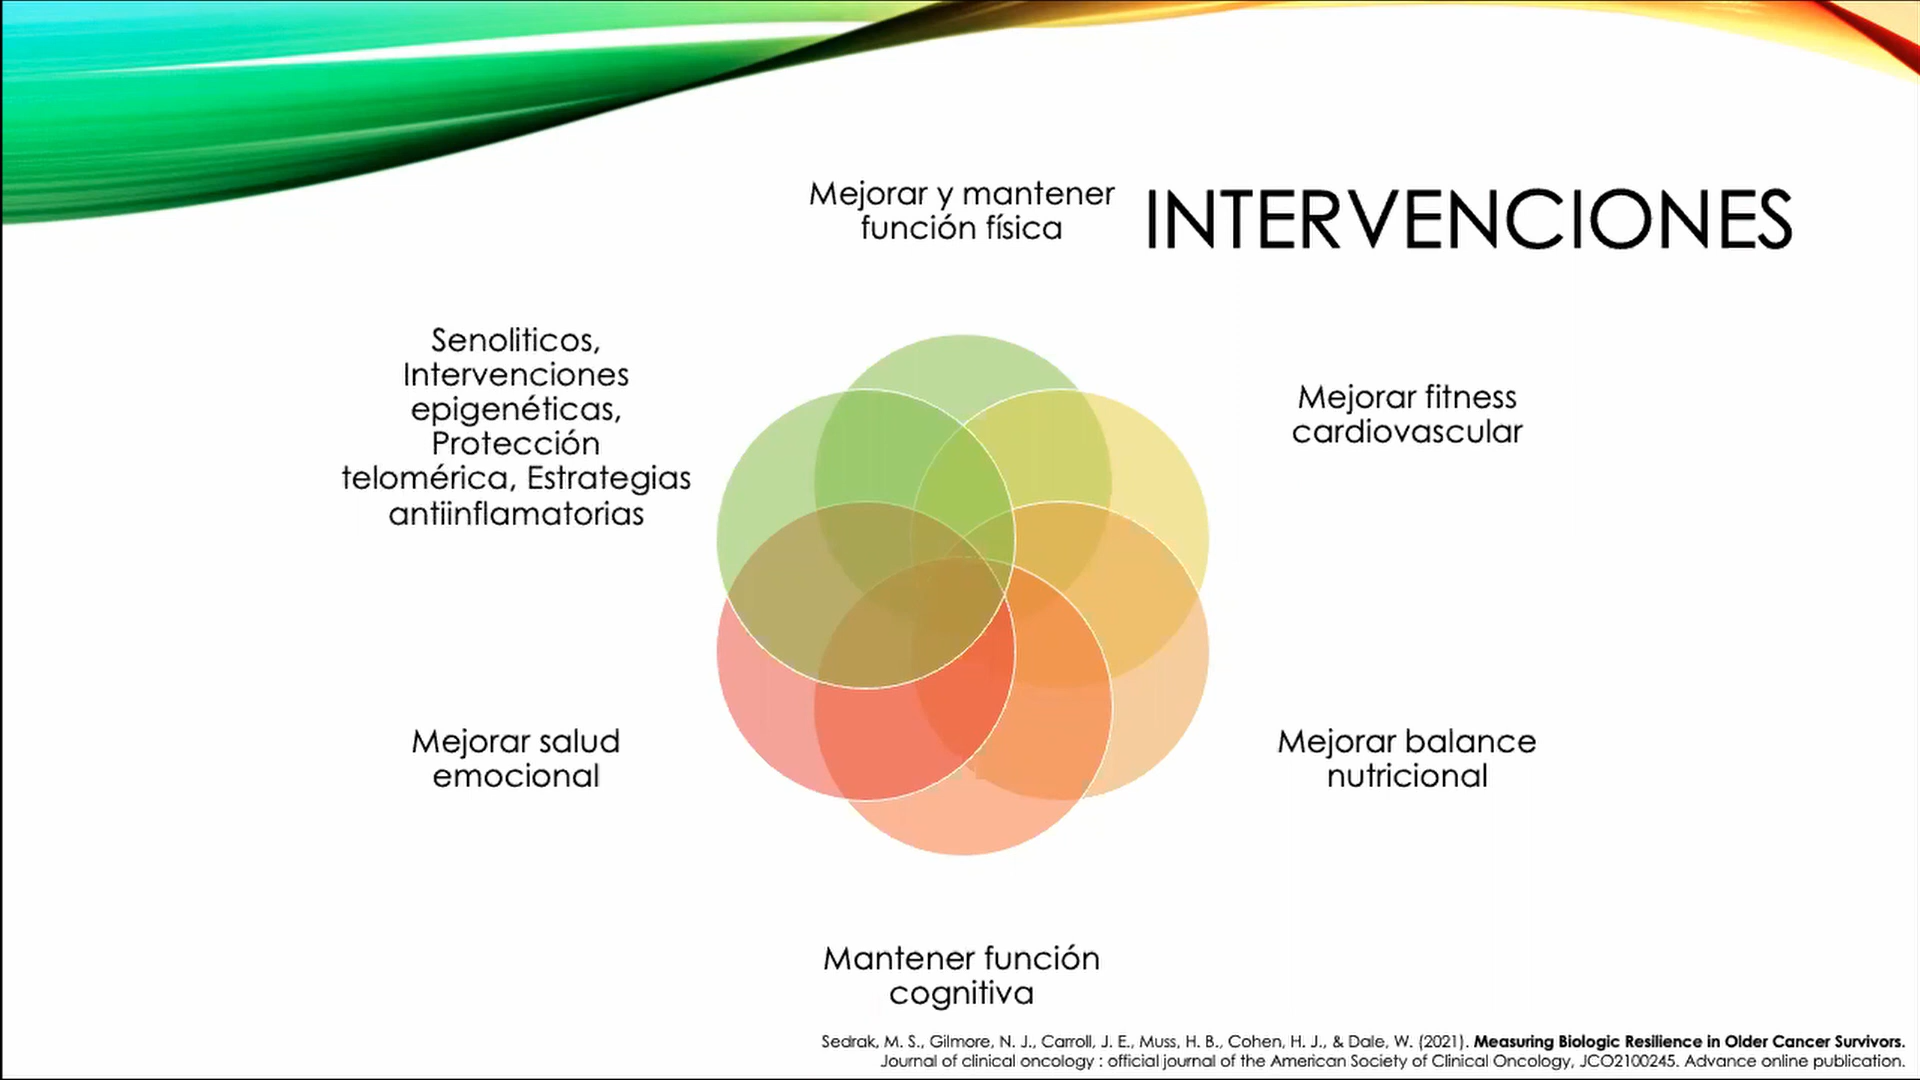 INTERVENCIONES
Mejorar y mantener
función física
Mejorar fitness
cardiovascular
Mejorar balance
nutricional
Mantener función
cognitiva
Mejorar salud
emocional
Senoliticos,
Intervenciones
epigenéticas,
Protección
telomérica, Estrategias
antiinflamatorias
Sedrak, M. S., Gilmore, N. J., Carroll, J. E., Muss, H. B., Cohen, H. J., & Dale, W. (2021). Measuring Biologic Resilience in Older Cancer Survivors.
Journal of clinical oncology : official journal of the American Society of Clinical Oncology, JCO2100245. Advance online publication.